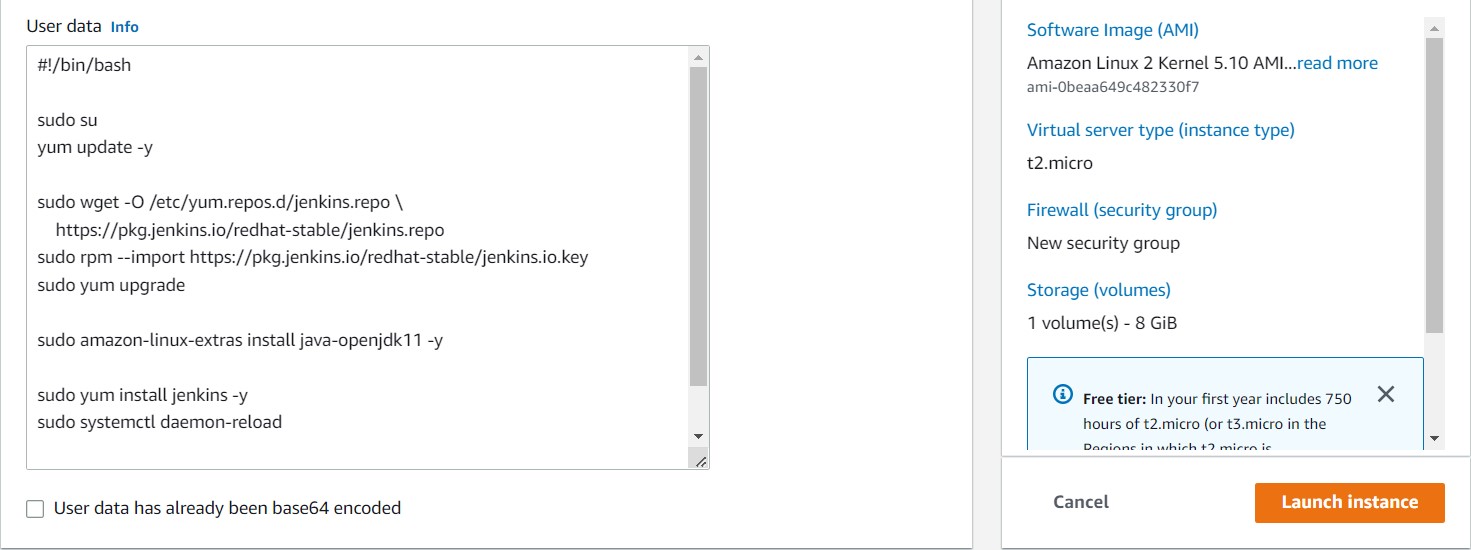 User data Info
#!/bin/bash
sudo su
yum update -y
sudo wget -O /etc/yum.repos.d/jenkins.repo \
https://pkg.jenkins.io/redhat-stable/jenkins.repo
sudo rpm --import https://pkg.jenkins.io/redhat-stable/jenkins.io.key
sudo yum upgrade
sudo amazon-linux-extras install java-openjdk11 -y
sudo yum install jenkins -y
sudo systemctl daemon-reload
User data has already been base64 encoded
Software Image (AMI)
Amazon Linux 2 Kernel 5.10 AMI...read more
ami-0beaa649c482330f7
Virtual server type (instance type)
t2.micro
Firewall (security group)
New security group
Storage (volumes)
1 volume(s) - 8 GiB
Free tier: In your first year includes 750
hours of t2.micro (or t3.micro in the
Regions in which t2.micro is
Cancel
Launch instance